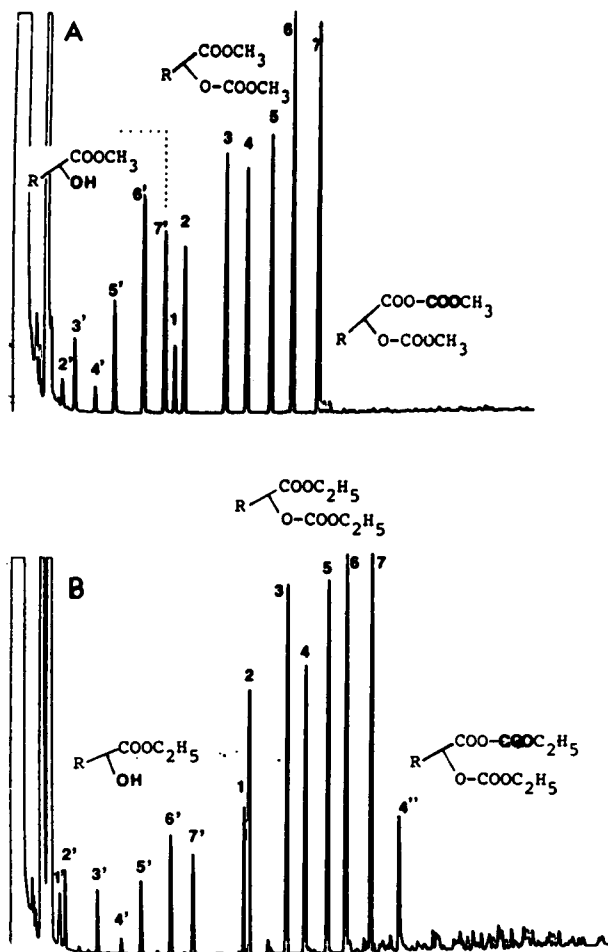 A
COOCH3
R
O-COOCH3
6
7
COOCH3
R
OH
3
4
5
6'
7'
2
5'
1
3'
2'
4'
COO-COOCH3
R
O-COOCH3
COOC2H5
R
O-COOC2H5
B
3
5
6
7
4
2
COOC2H5
R
OH
1
COO-COOC2H5
R
O-COOC2H5
4''
6'
7'
2'
1'
3'
5'
4'